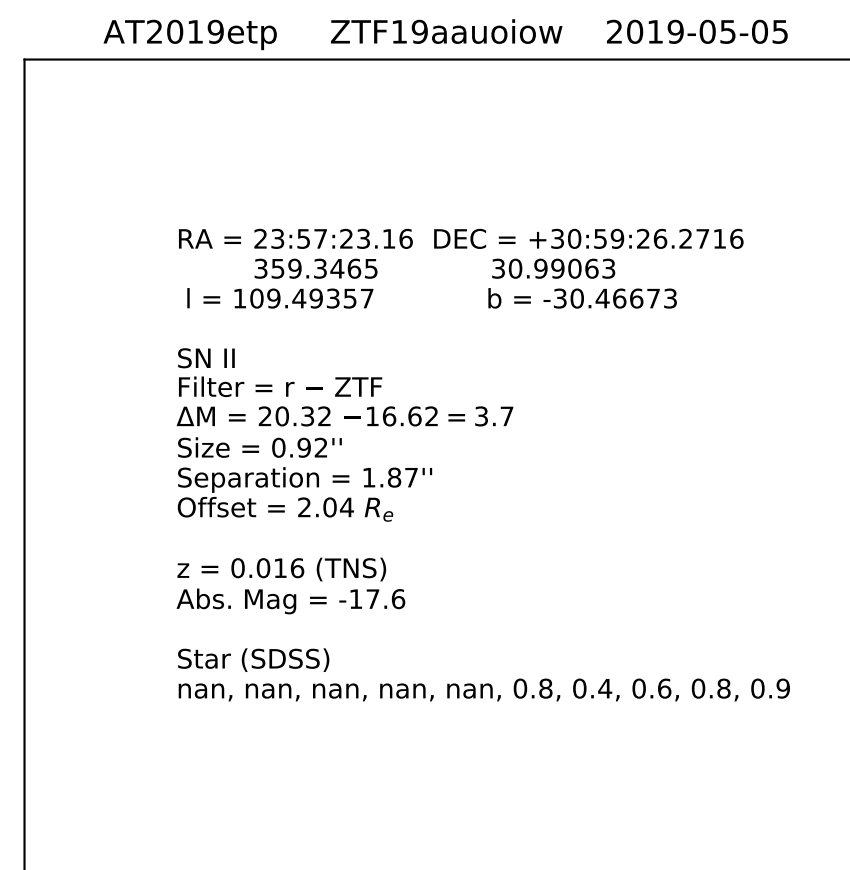 AT2019etp ZTF19aauoiow 2019-05-05
RA = 23:57:23.16 DEC = +30:59:26.2716
359.3465 30.99063
l = 109.49357 b = -30.46673
SN II
Filter = r − ZTF
ΔM = 20.32 −16.62 = 3.7
Size = 0.92''
Separation = 1.87''
Offset = 2.04 Re
z = 0.016 (TNS)
Abs. Mag = -17.6
Star (SDSS)
nan, nan, nan, nan, nan, 0.8, 0.4, 0.6, 0.8, 0.9